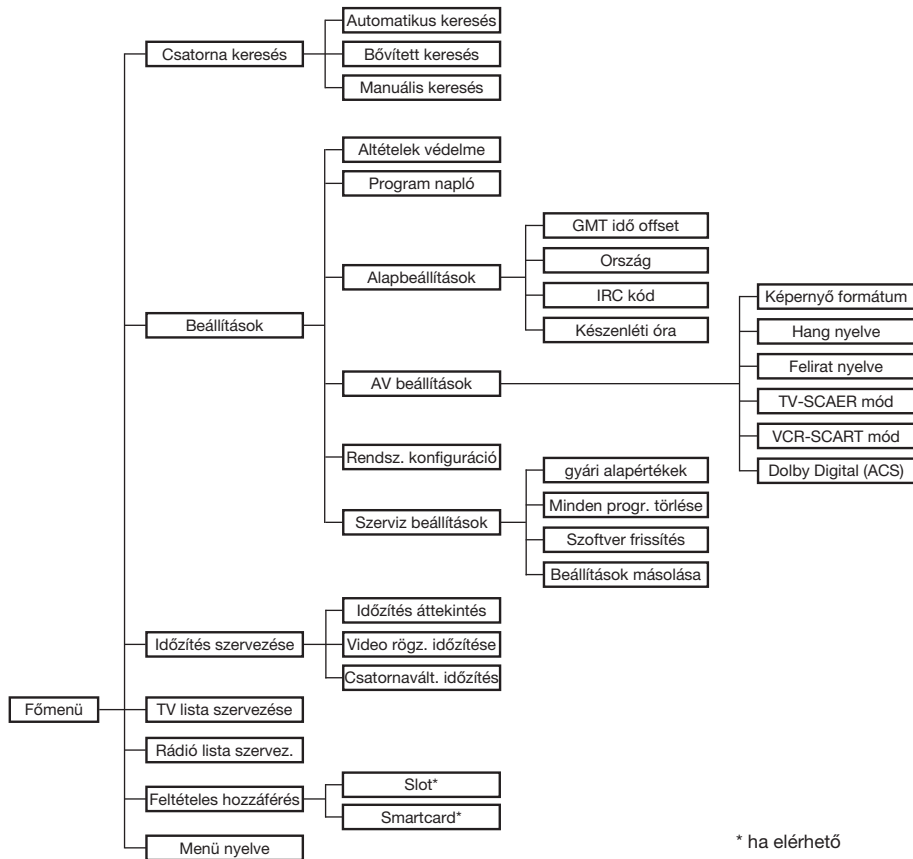 Automatikus keresés
Csatorna keresés
Bővített keresés
Manuális keresés
Altételek védelme
Program napló
GMT idő offset
Ország
Alapbeállítások
IRC kód
Képernyő formátum
Beállítások
Készenléti óra
Hang nyelve
Felirat nyelve
AV beállítások
TV-SCAER mód
VCR-SCART mód
Rendsz. konfiguráció
gyári alapértékek
Dolby Digital (ACS)
Minden progr. törlése
Szerviz beállítások
Szoftver frissítés
Beállítások másolása
Időzítés áttekintés
Időzítés szervezése
Video rögz. időzítése
Csatornavált. időzítés
Főmenü
TV lista szervezése
Rádió lista szervez.
Slot*
Feltételes hozzáférés
Smartcard*
Menü nyelve
* ha elérhető